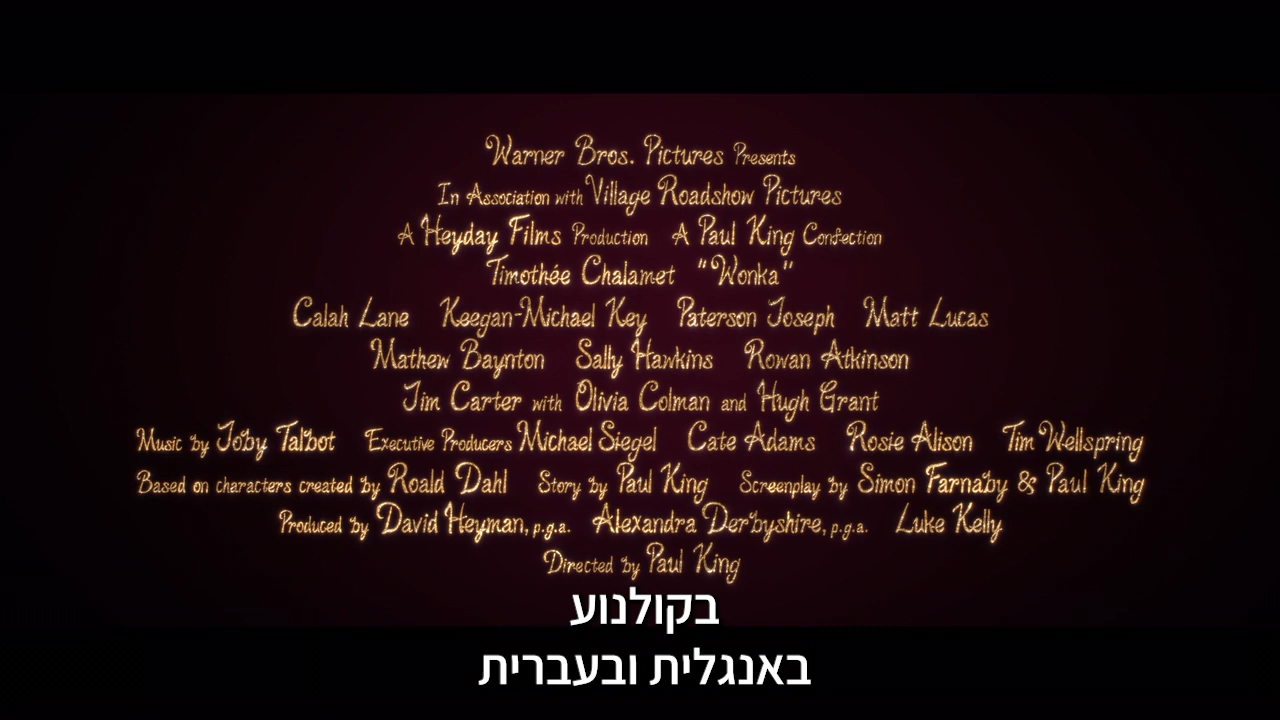 Warner Bros. Pictures Presents
In Association with Village Roadshow Pictures
A Heyday Films Production A Paul King Confection
Timothée Chalamet "Wonka"
Calah Lane Keegan-Michael Key Paterson Joseph Matt Lucas
Mathew Baynton Sally Hawkins Rowan Atkinson
Jim Carter with Olivia Colman and Hugh Grant
Music by Joby Talbot Executive Producers Michael Siegel Cate Adams Rosie Alison Tim Wellspring
Based on characters created by Roald Dahl Story by Paul King Screenplay by Simon Farnaby & Paul King
Produced by David Heyman, p.g.a. Alexandra Derbyshire, p.g.a. Luke Kelly
Directed by Paul King
בקולנוע
באנגלית ובעברית